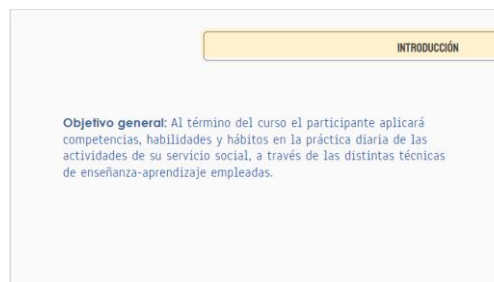 INTRODUCCIÓN
Objetivo general: Al término del curso el participante aplicará
competencias, habilidades y hábitos en la práctica diaria de las
actividades de su servicio social, a través de las distintas técnicas
de enseñanza-aprendizaje empleadas.